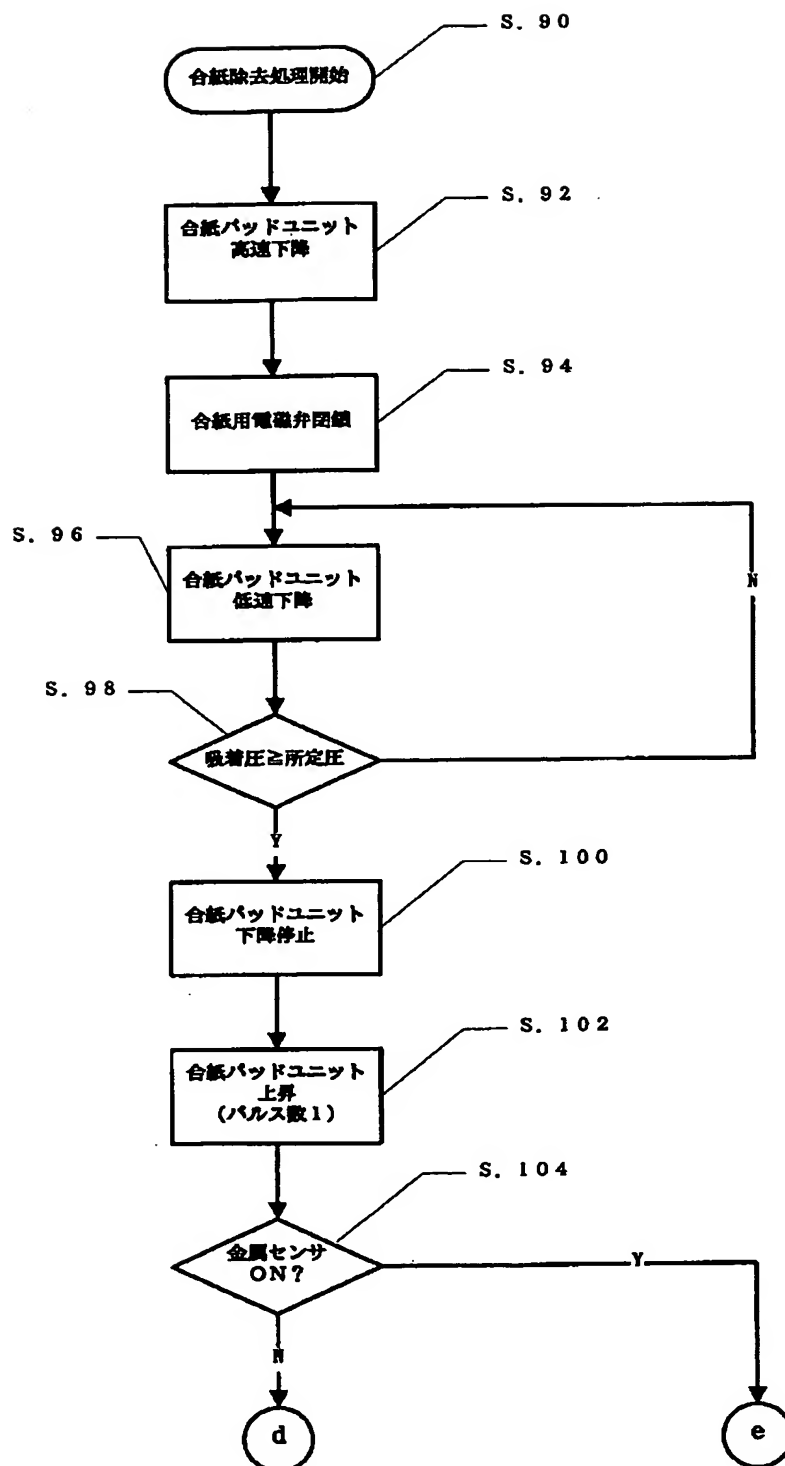 S. 90
合紙除去処理開始
S. 92
合紙パッドユニット
高速下降
S. 94
合紙用電磁弁閉鎖
S. 96
合紙パッドユニット
低速下降
N
S. 98
吸着圧≧所定圧
Y
S. 100
合紙パッドユニット
下降停止
S. 102
合紙パッドユニット
上昇
(パルス数1)
S. 104
金属センサ
ON?
Y
N
d
e